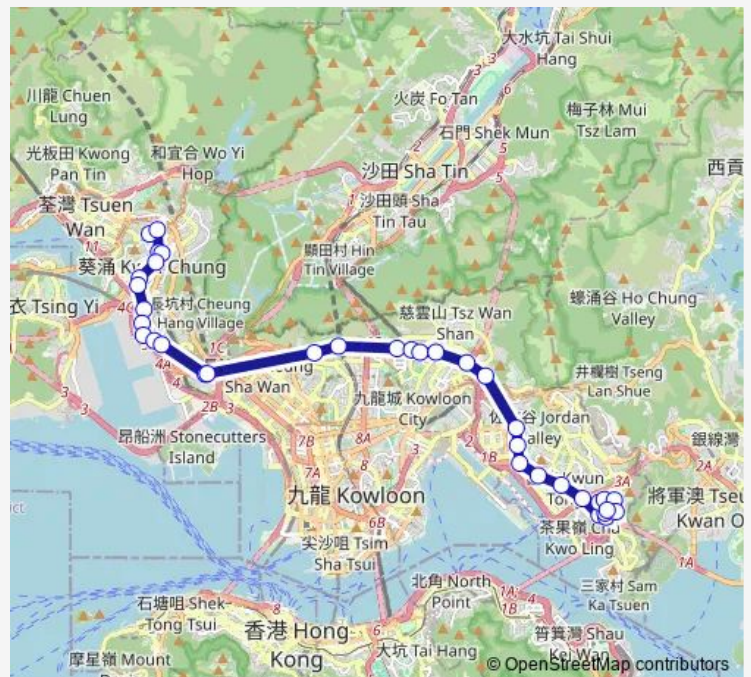 大水坑 Tai Shui
Hang
川龍 Chuen
Lung
火炭 Fo Tan
梅子林 Mui
Tsz Lam
石門 Shek Mun
光板田 Kwong
Pan Tin
和宜合 Wo Yi
Hop
沙田 Sha Tin
西貢
荃灣 Tsuen
Wan
沙田頭 Sha
Tin Tau
顯田村 Hin
Tin Village
葵涌 Kw Chung
衣 Tsing Yi
長坑村 Cheung
Hang Village
慈雲山 Tsz Wan
Shan
蠔涌谷 Ho Chung
Valley
井欄樹 Tseng
Lan Shue
Sha Wan
九龍城 Kowloon
City
谷 Jordan
alley
昂船洲 Stonecutters
Island
銀線灣
九龍 Kowloon
Kwun
To
將軍澳 Tseu
Kwan O
茶果嶺 Cha
Kwo Ling
尖沙咀 Tsim
Sha Tsui
三家村 Sam
Ka Tsuen
北角 North
Point
石塘咀 Shek
Tong Tsui
香港 Hong
Kong
大坑 Tai Hang
筲箕灣 Shau
Kei Wan
摩星嶺 Mount
© OpenStreetMap contributors